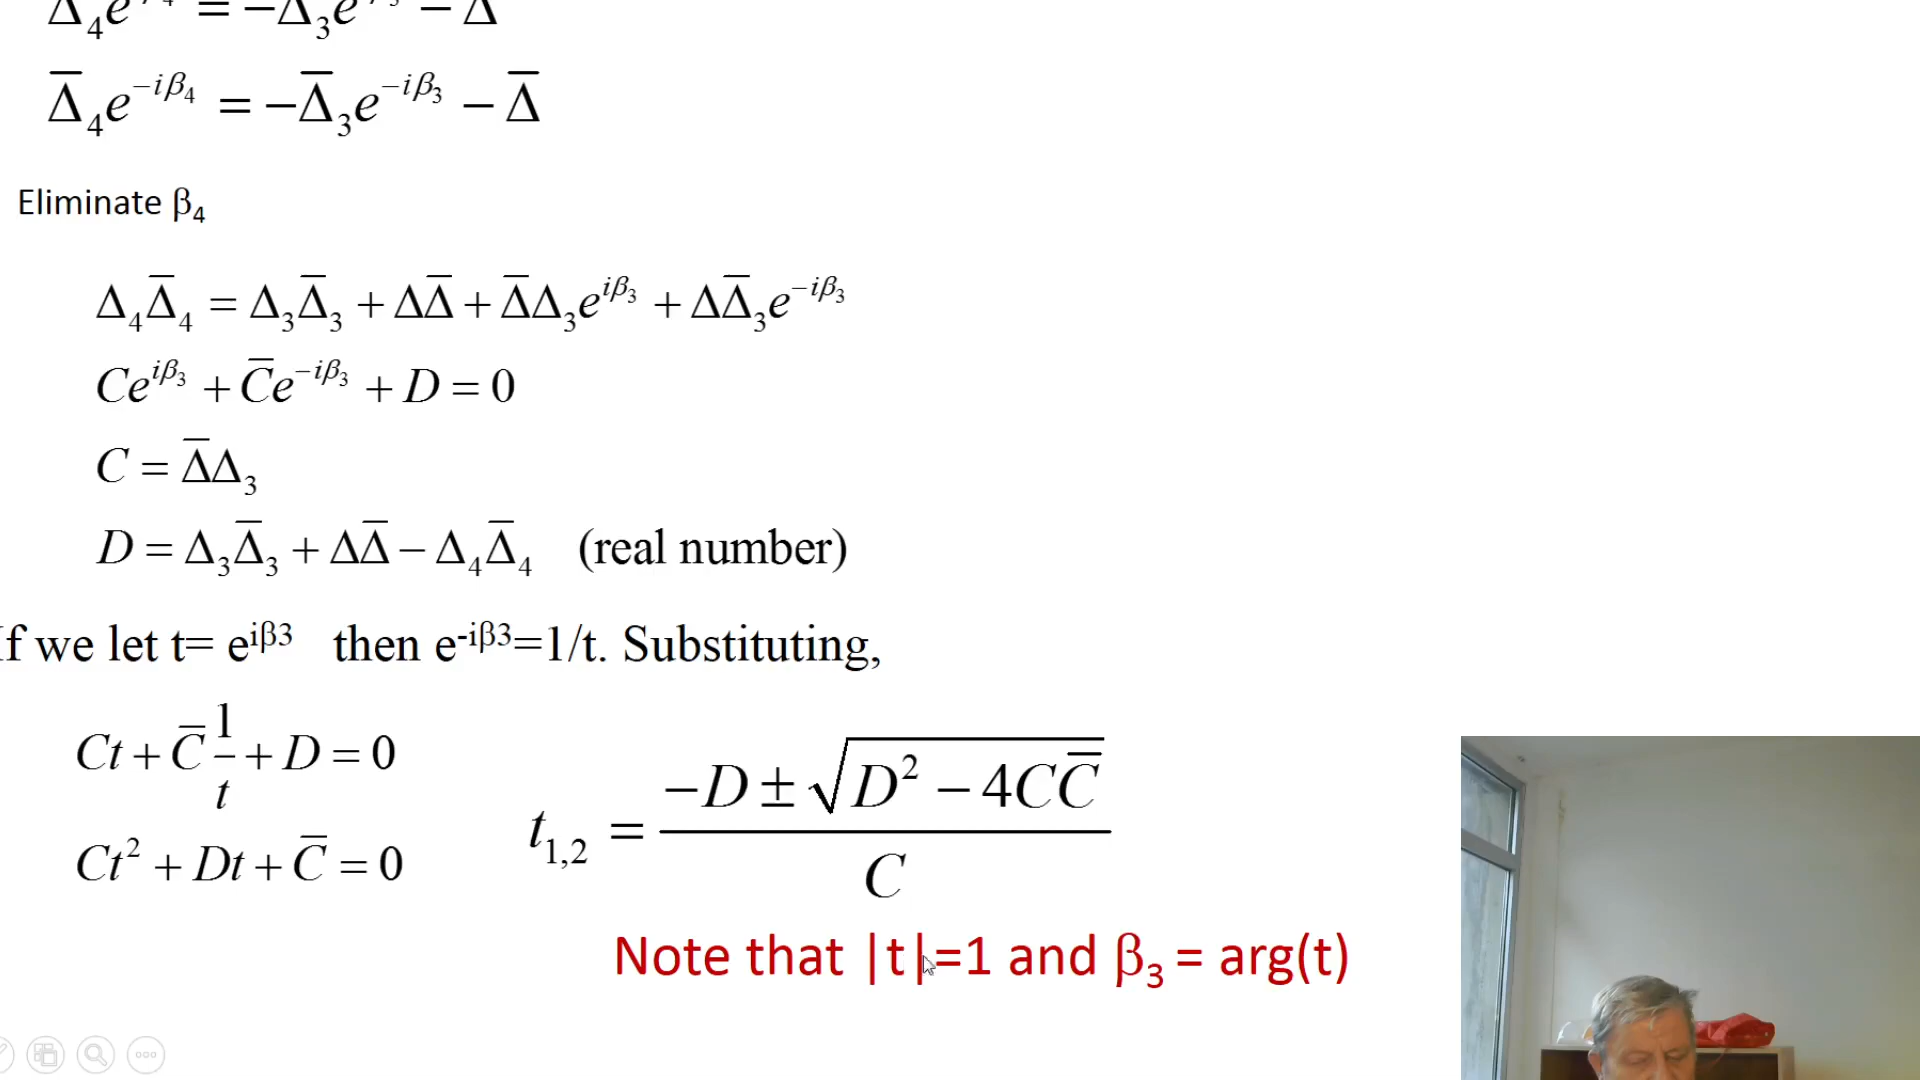 Δ₄e = −Δ₃e − Δ
Δ̅₄e^{−iβ₄} = −Δ̅₃e^{−iβ₃} − Δ̅
Eliminate β₄
Δ₄Δ̅₄ = Δ₃Δ̅₃ + ΔΔ̅ + Δ̅Δ₃e^{iβ₃} + ΔΔ̅₃e^{−iβ₃}
Ce^{iβ₃} + C̅e^{−iβ₃} + D = 0
C = Δ̅Δ₃
D = Δ₃Δ̅₃ + ΔΔ̅ − Δ₄Δ̅₄ (real number)
If we let t= e^{iβ3} then e^{-iβ3}=1/t. Substituting,
Ct + C̅ 1/t + D = 0
Ct² + Dt + C̅ = 0
t₁,₂ = (−D ± √(D² − 4CC̅)) / C
Note that |t|=1 and β₃ = arg(t)